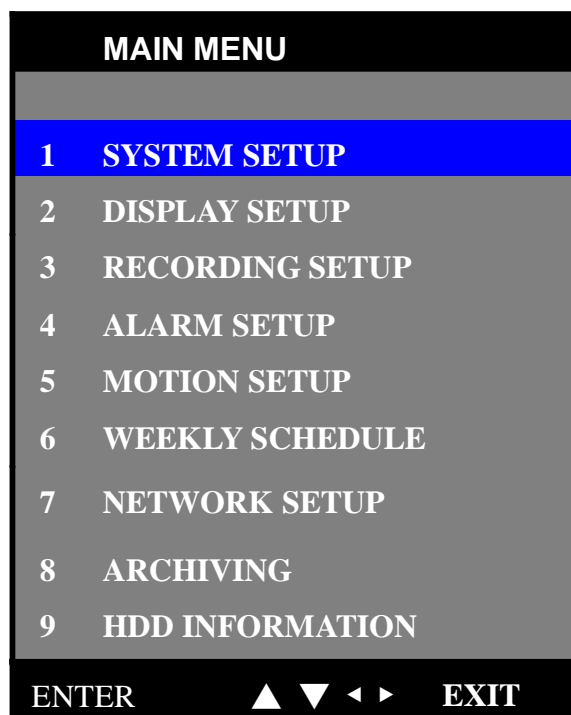 MAIN MENU
1 SYSTEM SETUP
2 DISPLAY SETUP
3 RECORDING SETUP
4 ALARM SETUP
5 MOTION SETUP
6 WEEKLY SCHEDULE
7 NETWORK SETUP
8 ARCHIVING
9 HDD INFORMATION
ENTER ▲ ▼ ◄ ► EXIT